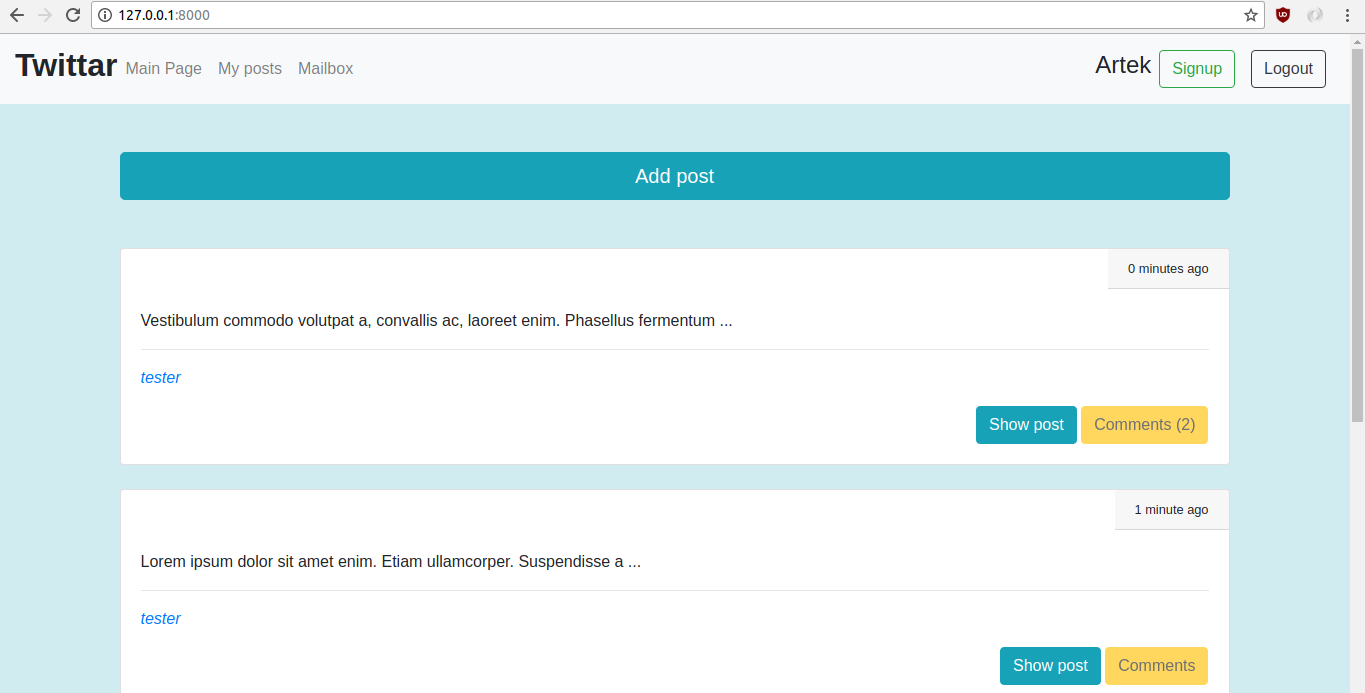 127.0.0.1:8000
Twittar Main Page My posts Mailbox Artek Signup Logout
Add post
0 minutes ago
Vestibulum commodo volutpat a, convallis ac, laoreet enim. Phasellus fermentum ...
tester
Show post Comments (2)
1 minute ago
Lorem ipsum dolor sit amet enim. Etiam ullamcorper. Suspendisse a ...
tester
Show post Comments